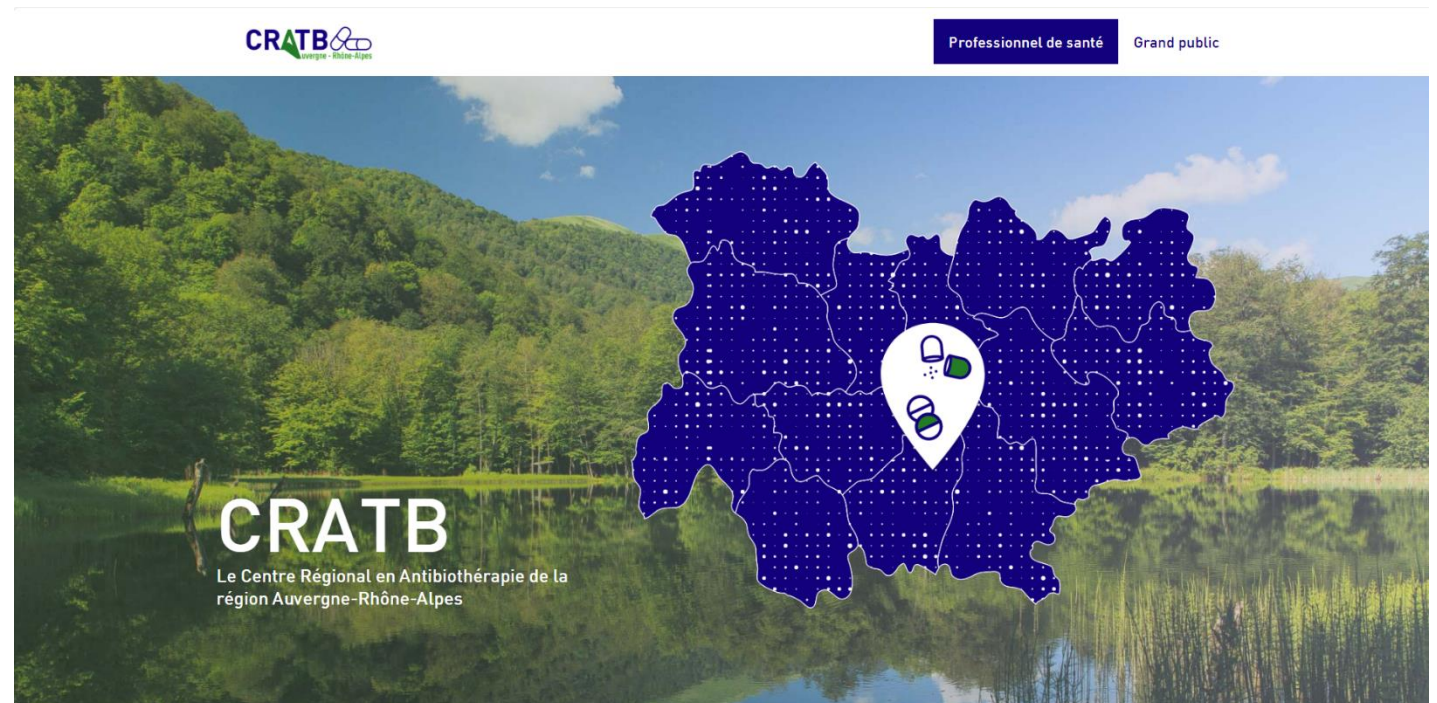 CRATB
uvergne - Rhône-Alpes
Professionnel de santé
Grand public
CRATB
Le Centre Régional en Antibiothérapie de la
région Auvergne-Rhône-Alpes